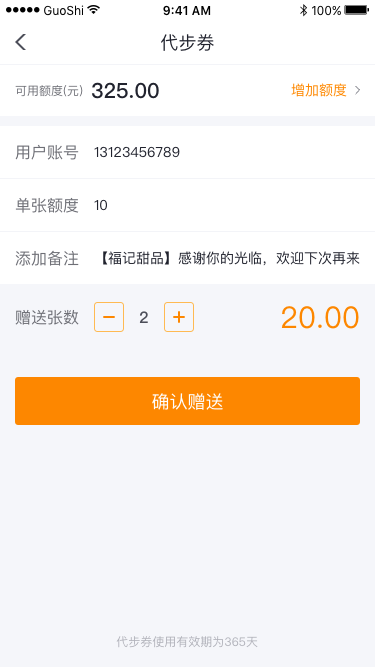 GuoShi 9:41 AM 100%
代步券
可用额度(元) 325.00 增加额度
用户账号 13123456789
单张额度 10
添加备注 【福记甜品】感谢你的光临，欢迎下次再来
赠送张数 2 20.00
确认赠送
代步券使用有效期为365天